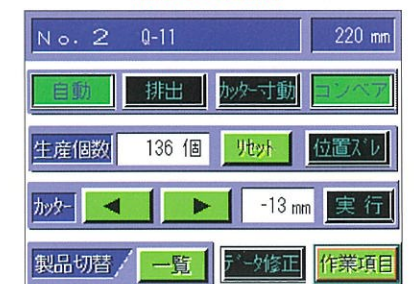 No. 2 Q-11 220 mm
自動 排出 ｶｯﾀｰ寸動 コンベア
生産個数 136 個 ﾘｾｯﾄ 位置ズレ
ｶｯﾀｰ ◀ ▶ -13 mm 実 行
製品切替 一覧 ﾃﾞｰﾀ修正 作業項目